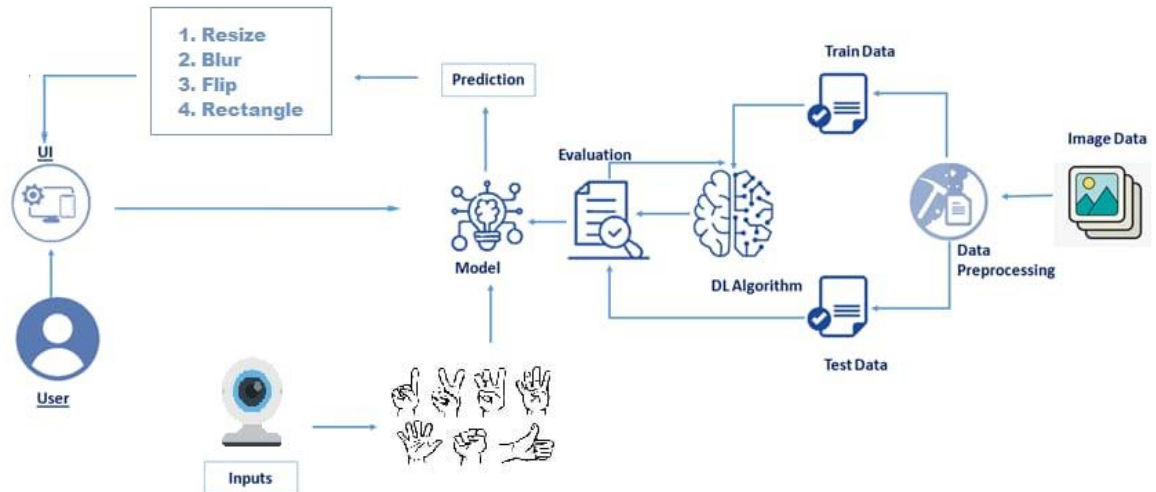 1. Resize
2. Blur
3. Flip
4. Rectangle
Prediction
Train Data
UI
Evaluation
Image Data
Model
DL Algorithm
Data
Preprocessing
User
Test Data
Inputs